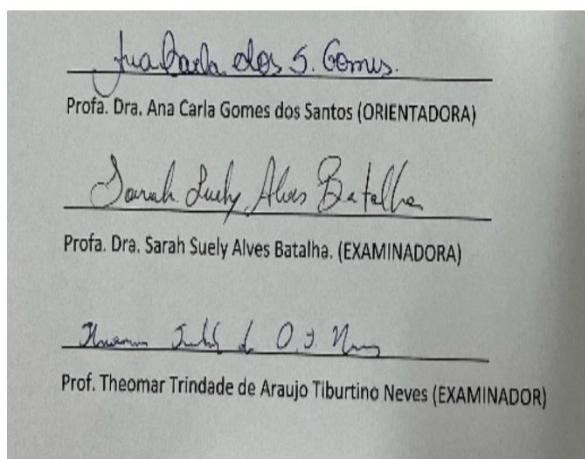 Ana Carla dos S. Gomes.
Profa. Dra. Ana Carla Gomes dos Santos (ORIENTADORA)
Sarah Suely Alves Batalha
Profa. Dra. Sarah Suely Alves Batalha. (EXAMINADORA)
Prof. Theomar Trindade de Araujo Tiburtino Neves (EXAMINADOR)